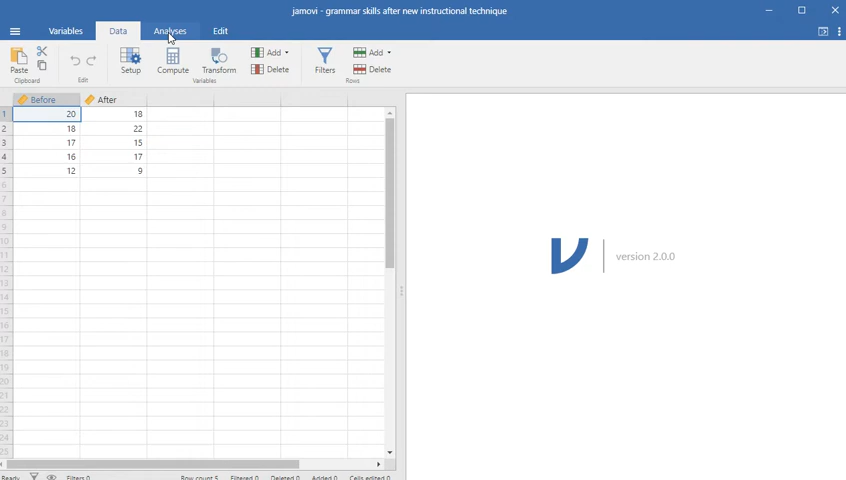 jamovi - grammar skills after new instructional technique
Variables Data Analyses Edit
Paste Setup Compute Transform Add Delete Filters Add Delete
Clipboard Edit Variables Rows
Before After
1 20 18
2 18 22
3 17 15
4 16 17
5 12 9
6
7
8
9
10
11
12
13
14
15
16
17
18
19
20
21
22
23
24
25
version 2.0.0
Ready Filters 0 Row count 5 Filtered 0 Deleted 0 Added 0 Cells edited 0